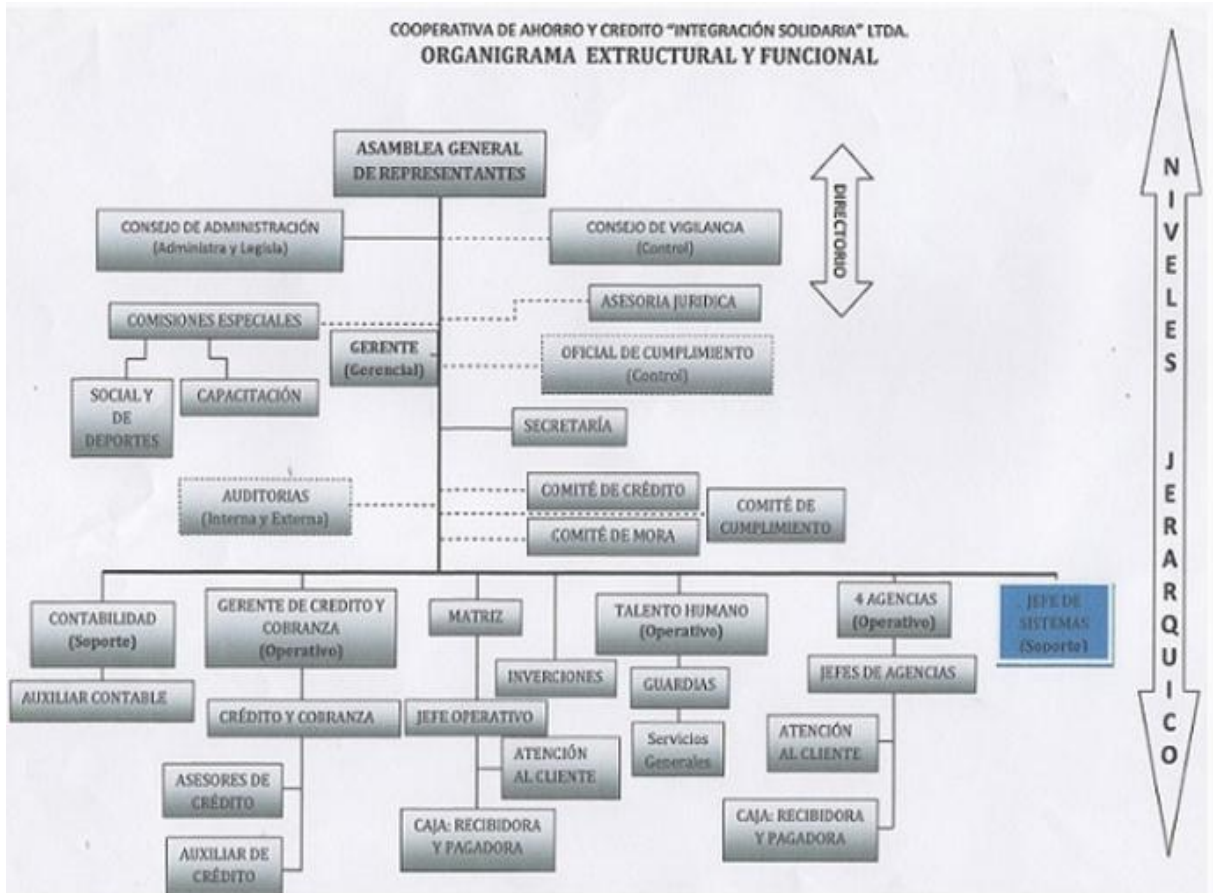 COOPERATIVA DE AHORRO Y CREDITO "INTEGRACIÓN SOLIDARIA" LTDA.
ORGANIGRAMA EXTRUCTURAL Y FUNCIONAL
ASAMBLEA GENERAL
DE REPRESENTANTES
CONSEJO DE ADMINISTRACIÓN
(Administra y Legisla)
CONSEJO DE VIGILANCIA
(Control)
DIRECTORIO
COMISIONES ESPECIALES
ASESORIA JURIDICA
GERENTE
(Gerencial)
OFICIAL DE CUMPLIMIENTO
(Control)
SOCIAL Y
DE
DEPORTES
CAPACITACIÓN
SECRETARÍA
AUDITORIAS
(Interna y Externa)
COMITÉ DE CRÉDITO
COMITÉ DE
CUMPLIMIENTO
COMITÉ DE MORA
CONTABILIDAD
(Soporte)
AUXILIAR CONTABLE
GERENTE DE CREDITO Y
COBRANZA
(Operativo)
CRÉDITO Y COBRANZA
ASESORES DE
CRÉDITO
AUXILIAR DE
CRÉDITO
MATRIZ
JEFE OPERATIVO
ATENCIÓN
AL CLIENTE
CAJA: RECIBIDORA
Y PAGADORA
INVERCIONES
TALENTO HUMANO
(Operativo)
GUARDIAS
Servicios
Generales
4 AGENCIAS
(Operativo)
JEFES DE AGENCIAS
ATENCIÓN
AL CLIENTE
CAJA: RECIBIDORA
Y PAGADORA
JEFE DE
SISTEMAS
(Soporte)
NIVELES JERARQUICO